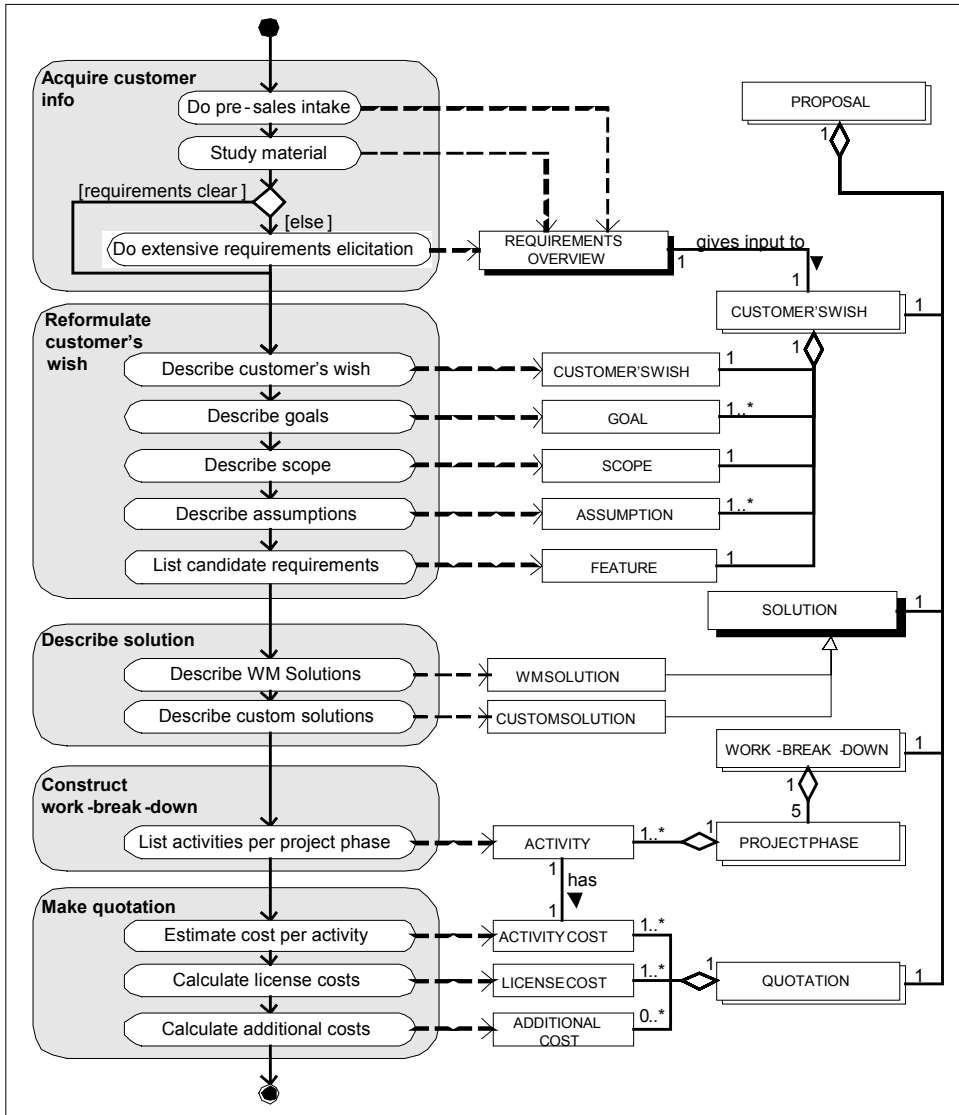 Acquire customer
info
Do pre-sales intake
Study material
[requirements clear]
[else]
Do extensive requirements elicitation
REQUIREMENTS
OVERVIEW
1
gives input to
1
PROPOSAL
1
CUSTOMER'SWISH
1
1
Reformulate
customer's
wish
Describe customer's wish
CUSTOMER'SWISH
1
Describe goals
GOAL
1..*
Describe scope
SCOPE
1
Describe assumptions
ASSUMPTION
1..*
List candidate requirements
FEATURE
1
SOLUTION
1
Describe solution
Describe WM Solutions
WMSOLUTION
Describe custom solutions
CUSTOMSOLUTION
WORK-BREAK-DOWN
1
1
5
Construct
work-break-down
List activities per project phase
ACTIVITY
1..*
1
PROJECTPHASE
1
has
1
Make quotation
Estimate cost per activity
ACTIVITYCOST
1..
Calculate license costs
LICENSECOST
1..*
1
QUOTATION
1
Calculate additional costs
ADDITIONAL
COST
0..*